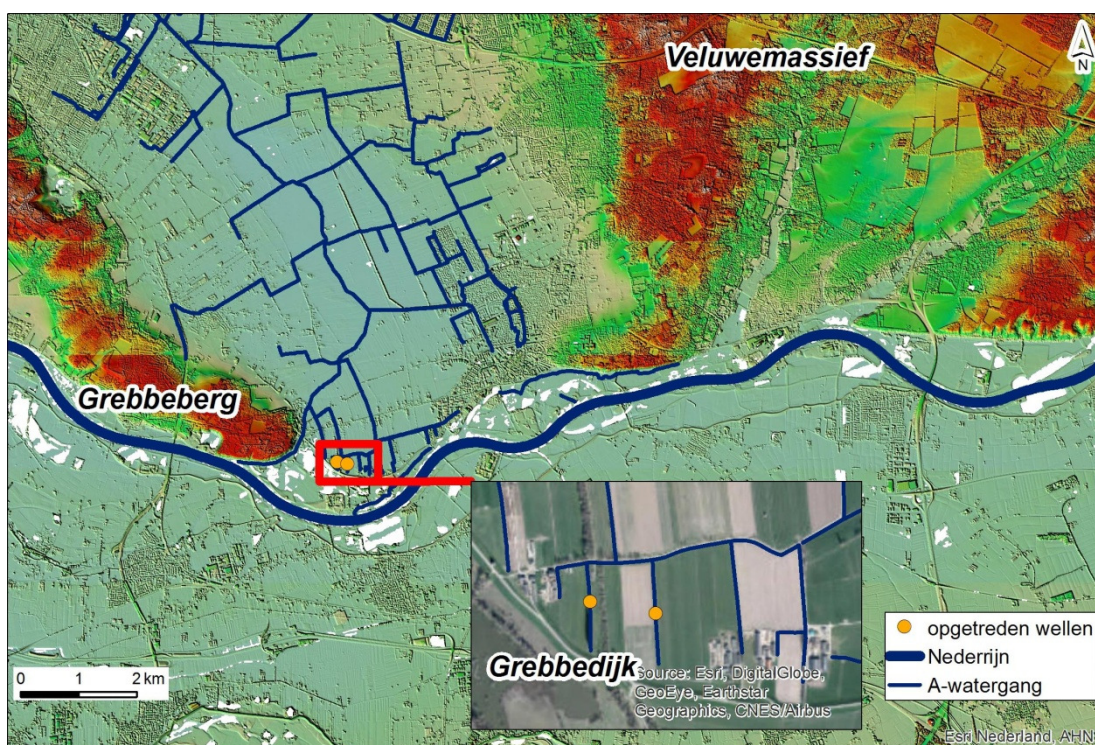 Veluwemassief
N
Grebbeberg
Grebbedijk
Source: Esri, DigitalGlobe,
GeoEye, Earthstar
Geographics, CNES/Airbus
opgetreden wellen
Nederrijn
A-watergang
0 1 2 km
Esri Nederland, AHN